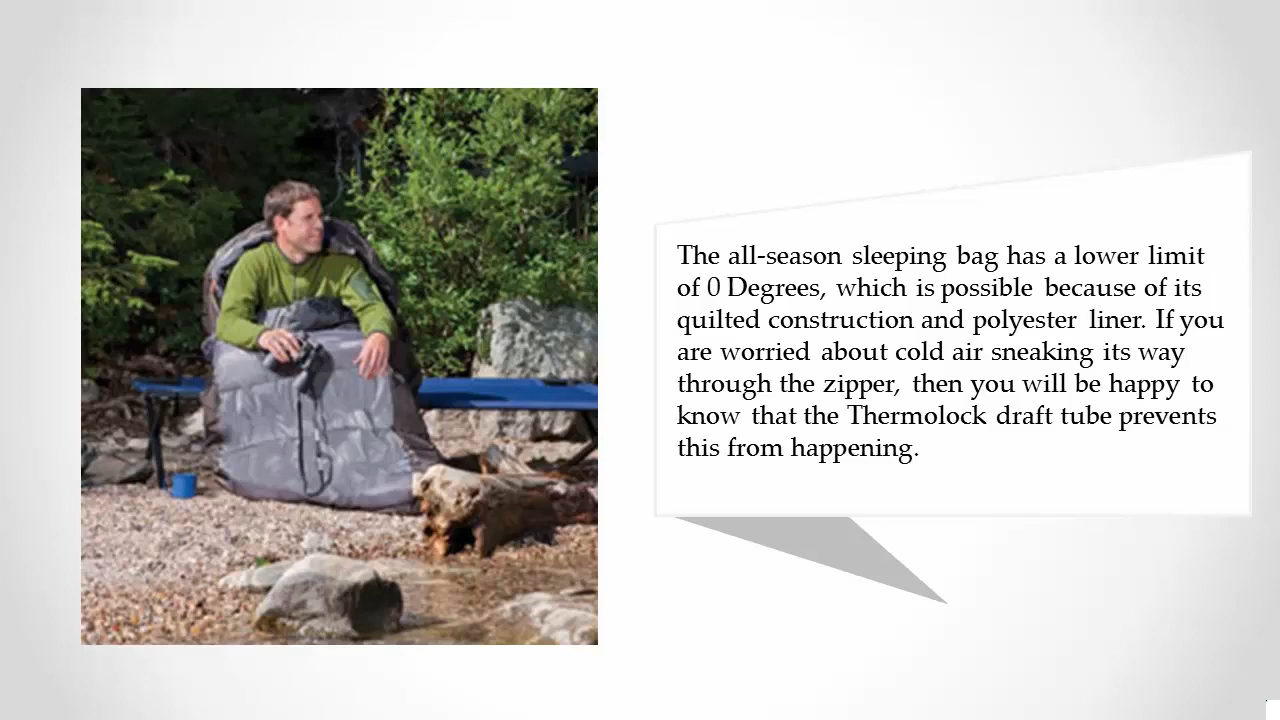 The all-season sleeping bag has a lower limit
of 0 Degrees, which is possible because of its
quilted construction and polyester liner. If you
are worried about cold air sneaking its way
through the zipper, then you will be happy to
know that the Thermolock draft tube prevents
this from happening.